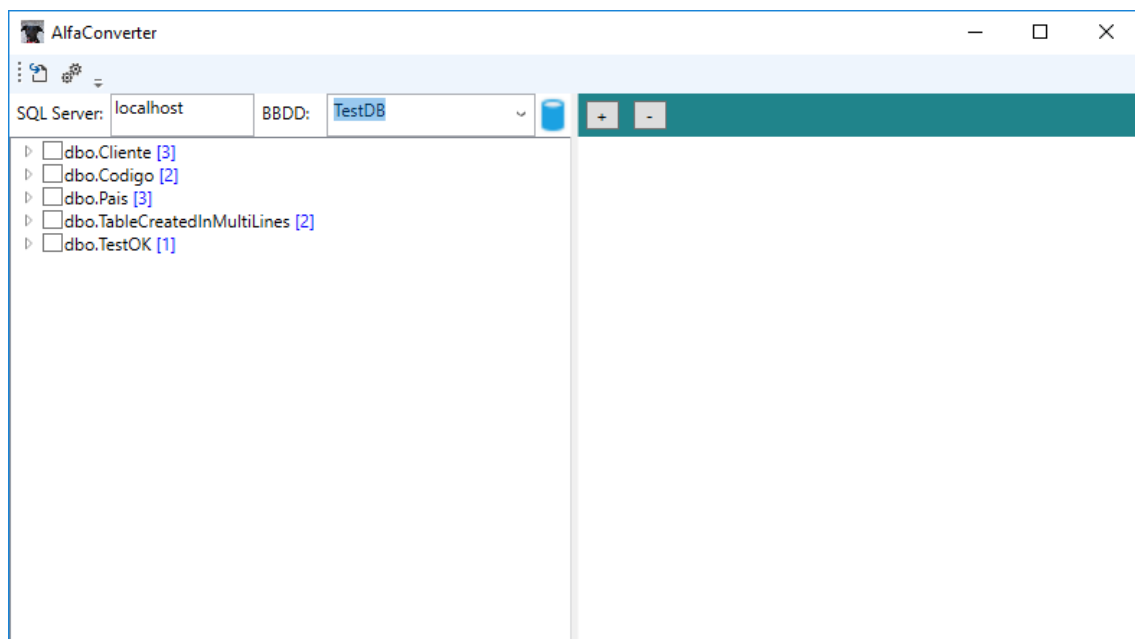 AlfaConverter
SQL Server: localhost BBDD: TestDB + -
dbo.Cliente [3]
dbo.Codigo [2]
dbo.Pais [3]
dbo.TableCreatedInMultiLines [2]
dbo.TestOK [1]